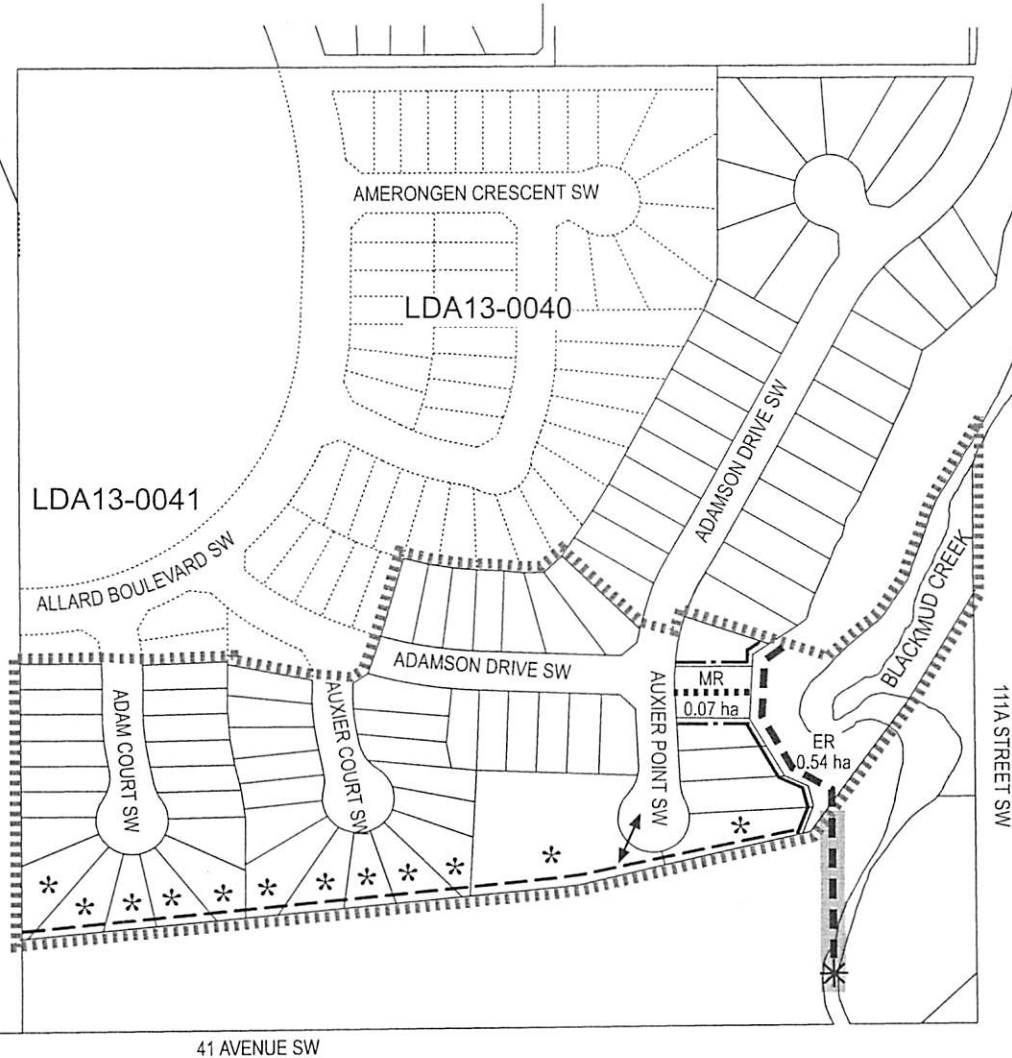 AMERONGEN CRESCENT SW
LDA13-0040
ADAMSON DRIVE SW
LDA13-0041
ALLARD BOULEVARD SW
BLACKMUD CREEK
ADAMSON DRIVE SW
MR
0.07 ha
ADAM COURT SW
AUXIER COURT SW
AUXIER POINT SW
ER
0.54 ha
111A STREET SW
41 AVENUE SW